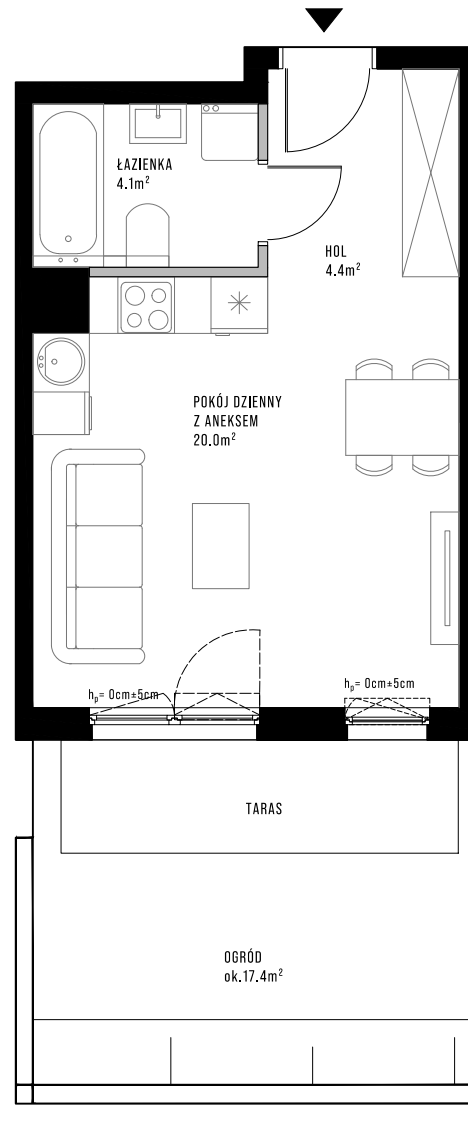 ŁAZIENKA
4.1m²
HOL
4.4m²
POKÓJ DZIENNY
Z ANEKSEM
20.0m²
hₚ= 0cm±5cm
hₚ= 0cm±5cm
TARAS
OGRÓD
ok.17.4m²